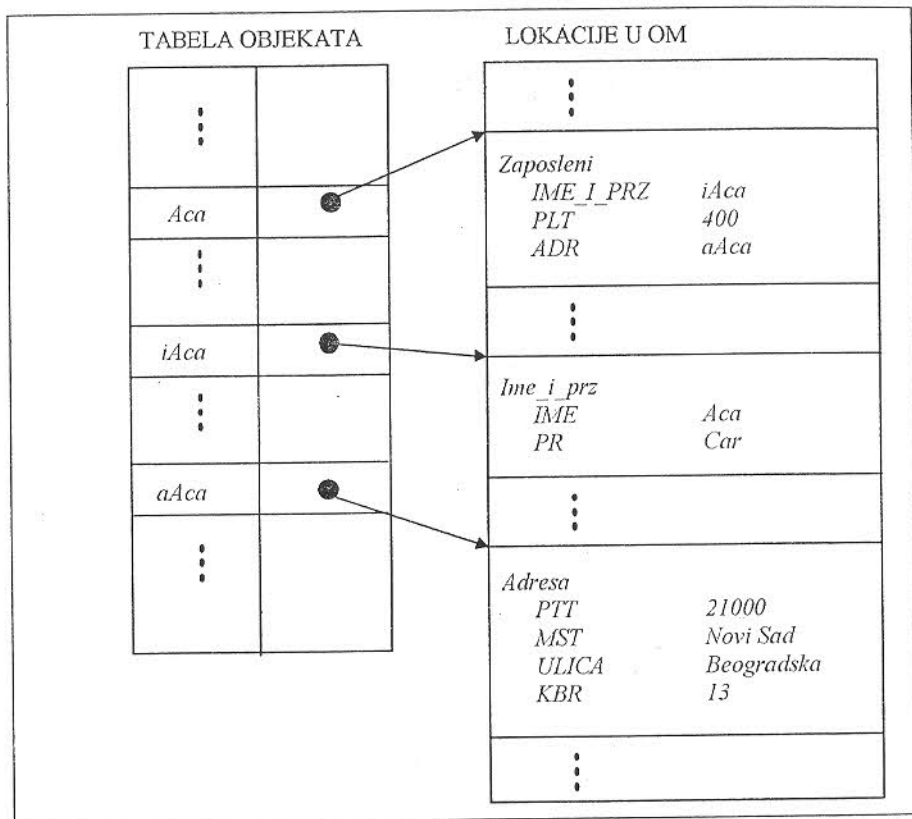 TABELA OBJEKATA
LOKACIJE U OM
Aca
iAca
aAca
Zaposleni
IME_I_PRZ iAca
PLT 400
ADR aAca
Ime_i_prz
IME Aca
PR Car
Adresa
PTT 21000
MST Novi Sad
ULICA Beogradska
KBR 13